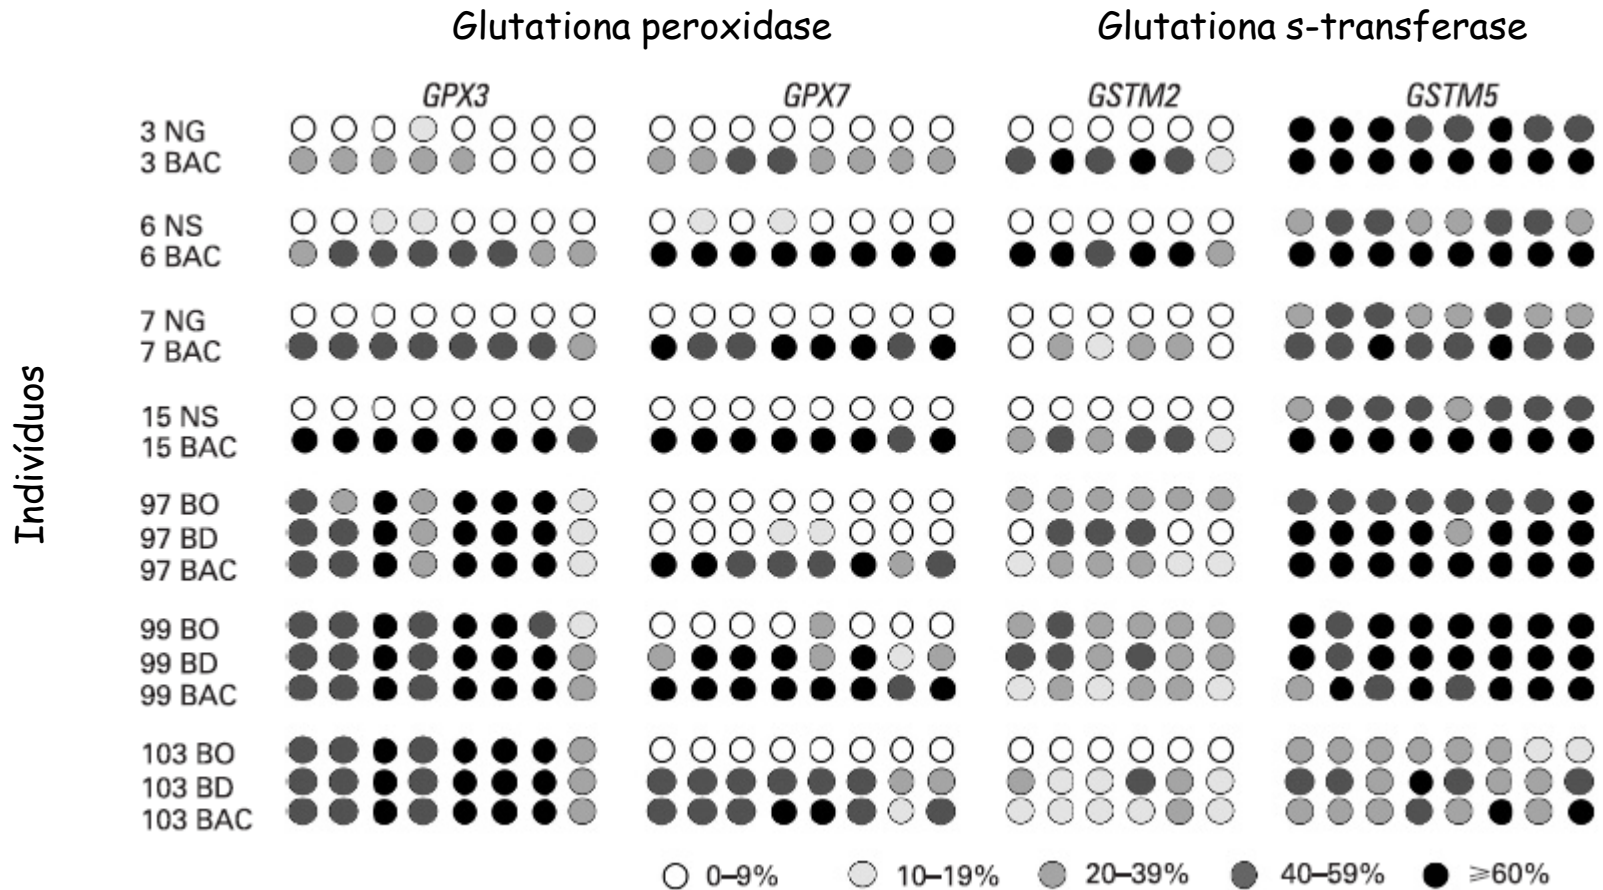 Glutationa peroxidase Glutationa s-transferase
GPX3 GPX7 GSTM2 GSTM5
Indivíduos
3 NG
3 BAC
6 NS
6 BAC
7 NG
7 BAC
15 NS
15 BAC
97 BO
97 BD
97 BAC
99 BO
99 BD
99 BAC
103 BO
103 BD
103 BAC
0–9% 10–19% 20–39% 40–59% ≥60%